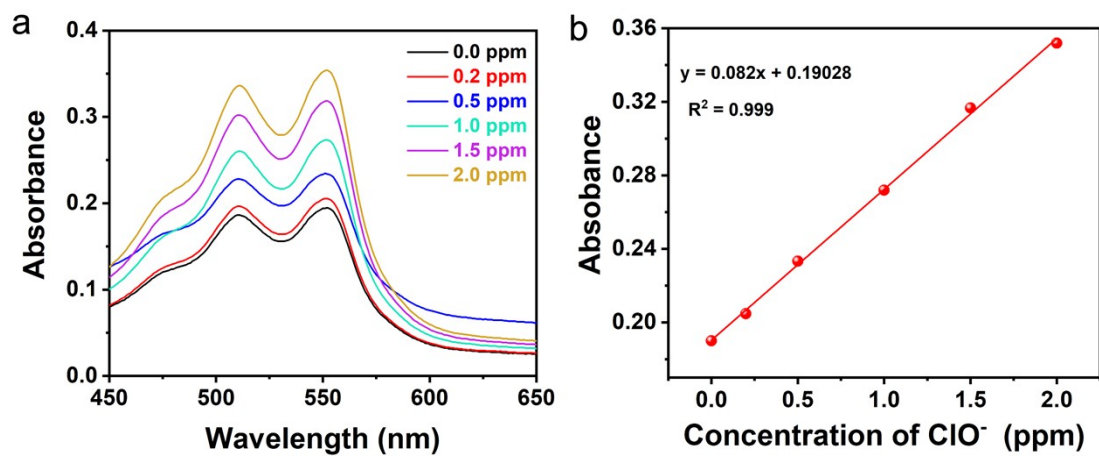 a
0.4
0.3
0.2
0.1
0.0
Absorbance
0.0 ppm
0.2 ppm
0.5 ppm
1.0 ppm
1.5 ppm
2.0 ppm
450 500 550 600 650
Wavelength (nm)
b
0.36
0.32
0.28
0.24
0.20
Absobance
y = 0.082x + 0.19028
R² = 0.999
0.0 0.5 1.0 1.5 2.0
Concentration of ClO⁻ (ppm)